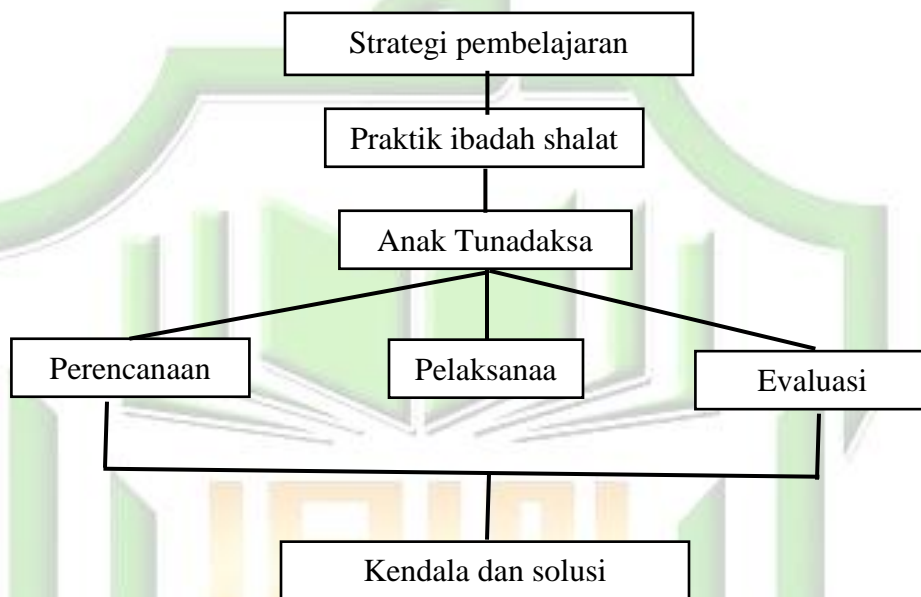 Strategi pembelajaran
Praktik ibadah shalat
Anak Tunadaksa
Perencanaan
Pelaksanaa
Evaluasi
Kendala dan solusi